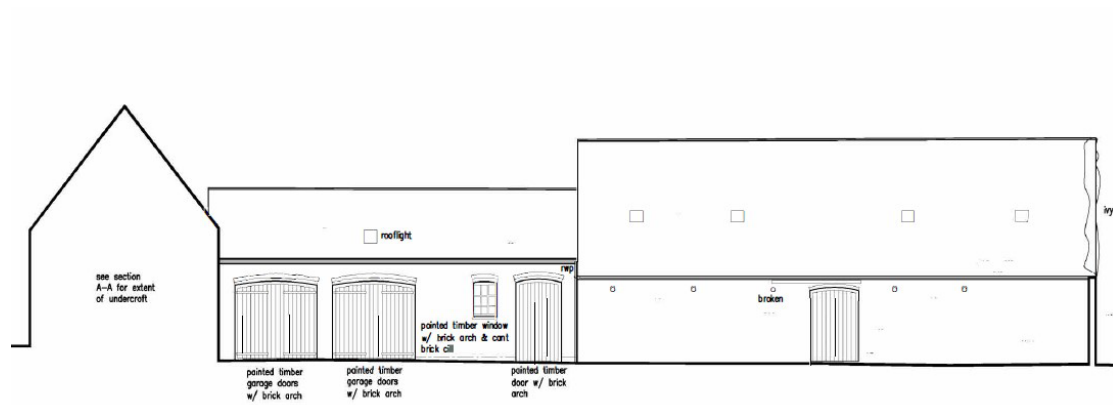 see section
A-A for extent
of undercroft
rooflight
rwp
ivy
broken
painted timber window
w/ brick arch & cant
brick cill
painted timber
garage doors
w/ brick arch
painted timber
garage doors
w/ brick arch
painted timber
door w/ brick
arch